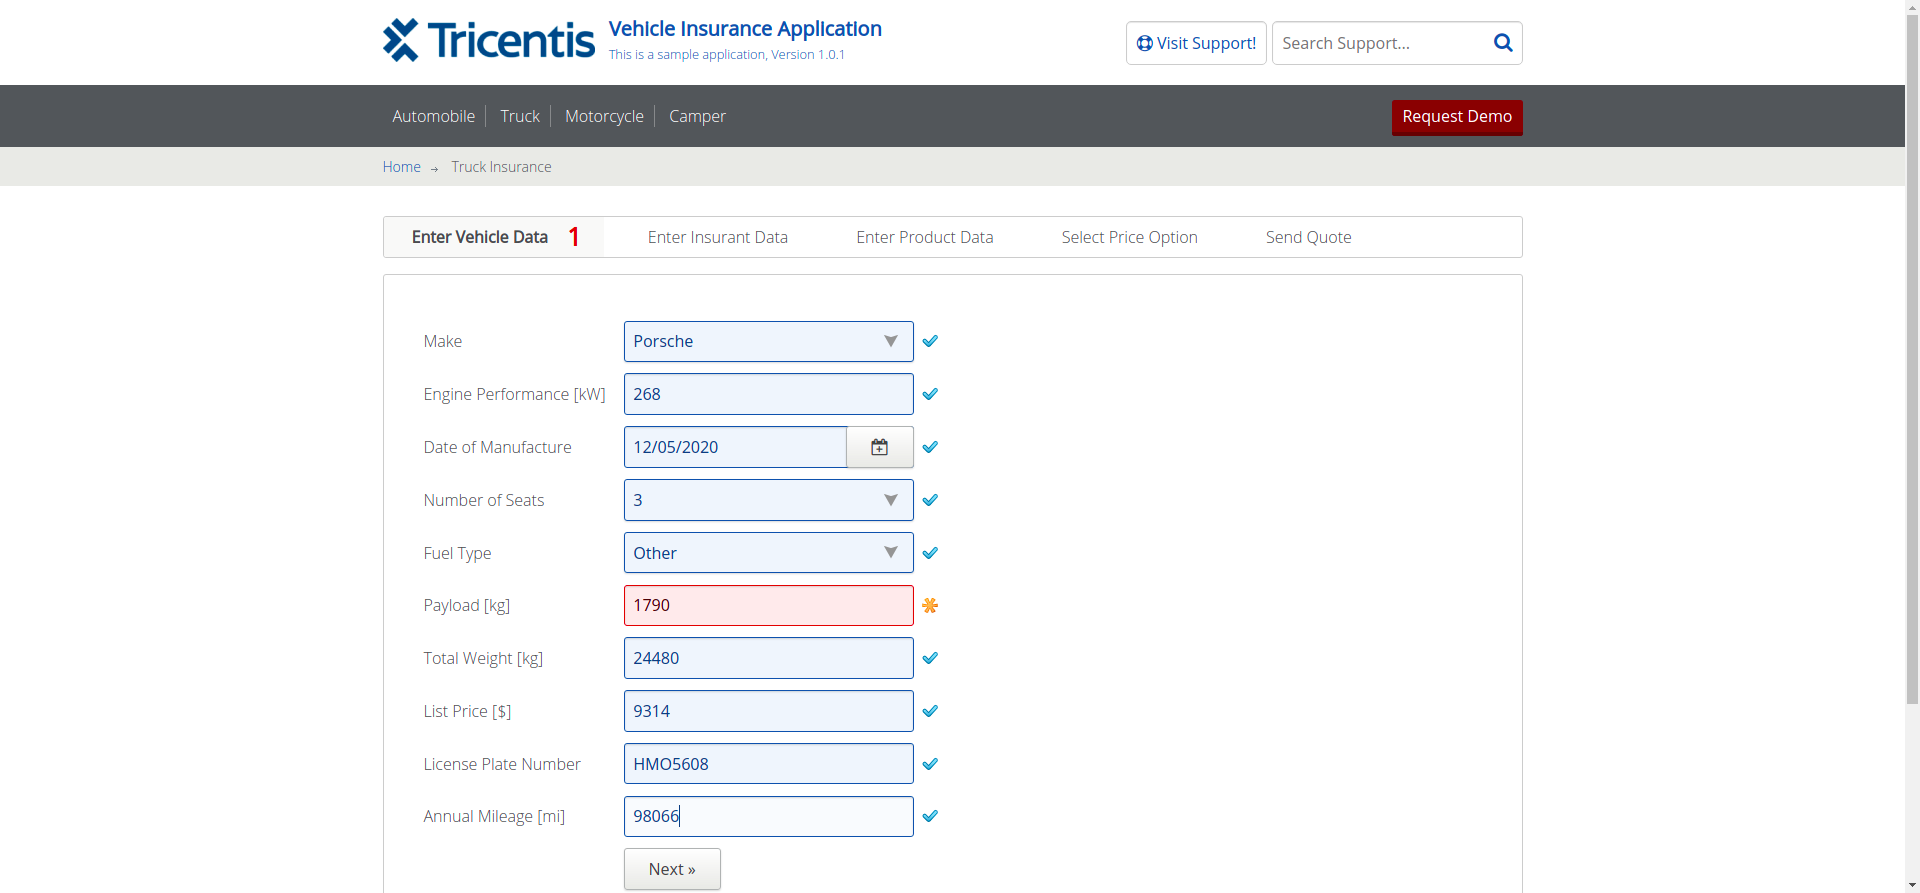 Tricentis
Vehicle Insurance Application
This is a sample application, Version 1.0.1
Visit Support!
Search Support...
Automobile
Truck
Motorcycle
Camper
Request Demo
Home → Truck Insurance
Enter Vehicle Data 1
Enter Insurant Data
Enter Product Data
Select Price Option
Send Quote
Make
Porsche
Engine Performance [kW]
268
Date of Manufacture
12/05/2020
Number of Seats
3
Fuel Type
Other
Payload [kg]
1790
Total Weight [kg]
24480
List Price [$]
9314
License Plate Number
HMO5608
Annual Mileage [mi]
98066
Next »